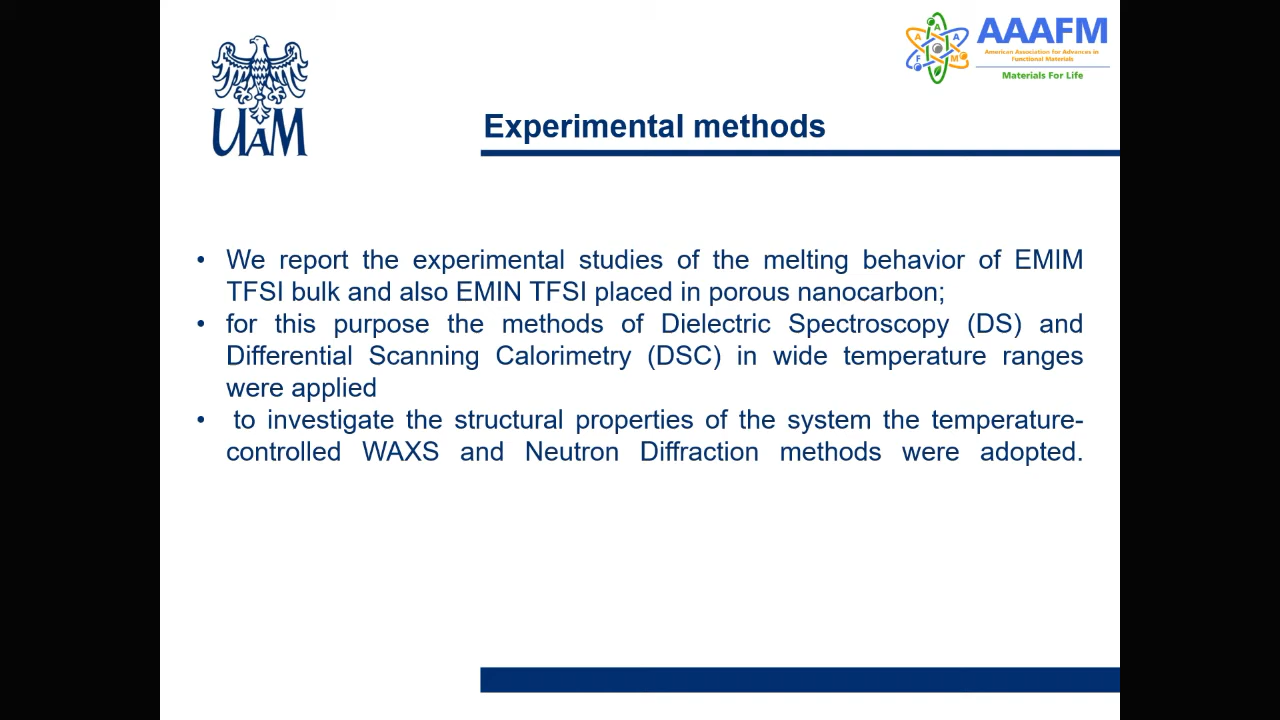 UAM
A
A
A
F
M
AAAFM
American Association for Advances in
Functional Materials
Materials For Life
Experimental methods
• We report the experimental studies of the melting behavior of EMIM
TFSI bulk and also EMIN TFSI placed in porous nanocarbon;
• for this purpose the methods of Dielectric Spectroscopy (DS) and
Differential Scanning Calorimetry (DSC) in wide temperature ranges
were applied
• to investigate the structural properties of the system the temperature-
controlled WAXS and Neutron Diffraction methods were adopted.